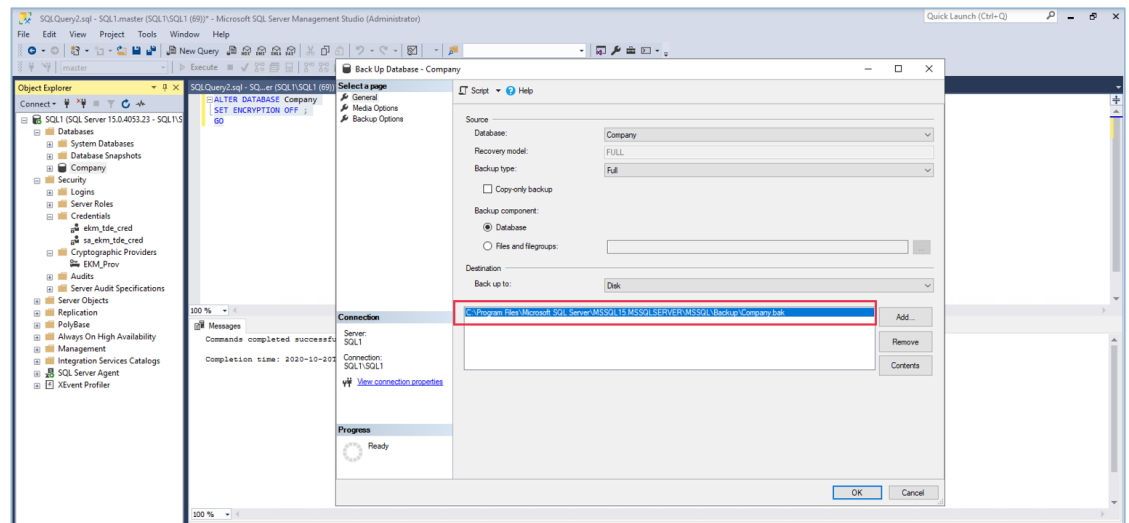 SQLQuery2.sql - SQL1.master (SQL1\SQL1 (69))* - Microsoft SQL Server Management Studio (Administrator)
Quick Launch (Ctrl+Q)
File Edit View Project Tools Window Help
New Query
master
Execute
Object Explorer
Connect
SQL1 (SQL Server 15.0.4053.23 - SQL1\S
Databases
System Databases
Database Snapshots
Company
Security
Logins
Server Roles
Credentials
ekm_tde_cred
sa_ekm_tde_cred
Cryptographic Providers
EKM_Prov
Audits
Server Audit Specifications
Server Objects
Replication
PolyBase
Always On High Availability
Management
Integration Services Catalogs
SQL Server Agent
XEvent Profiler
SQLQuery2.sql - SQ...er (SQL1\SQL1 (69))
ALTER DATABASE Company
SET ENCRYPTION OFF ;
GO
100 %
Messages
Commands completed successfu
Completion time: 2020-10-20T
100 %
Back Up Database - Company
Select a page
General
Media Options
Backup Options
Connection
Server:
SQL1
Connection:
SQL1\SQL1
View connection properties
Progress
Ready
Script Help
Source
Database: Company
Recovery model: FULL
Backup type: Full
Copy-only backup
Backup component:
Database
Files and filegroups:
...
Destination
Back up to: Disk
C:\Program Files\Microsoft SQL Server\MSSQL15.MSSQLSERVER\MSSQL\Backup\Company.bak
Add...
Remove
Contents
OK Cancel